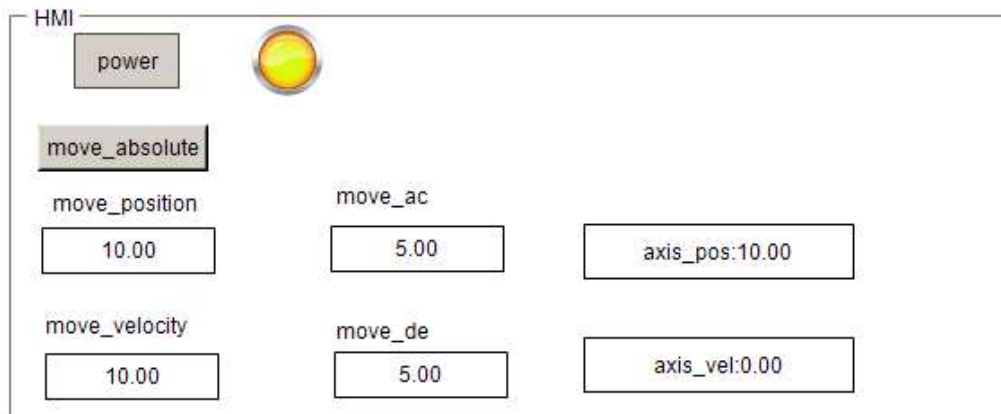 HMI
power
move_absolute
move_position
move_ac
10.00
5.00
axis_pos:10.00
move_velocity
move_de
10.00
5.00
axis_vel:0.00